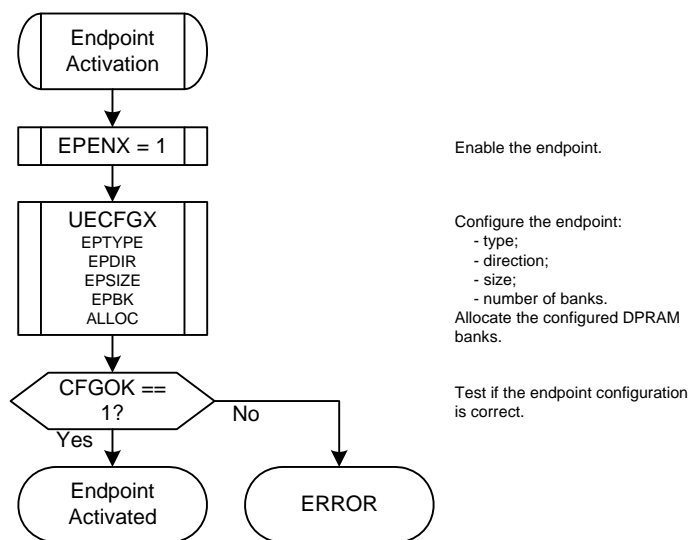 Endpoint
Activation
EPENX = 1
Enable the endpoint.
UECFGX
EPTYPE
EPDIR
EPSIZE
EPBK
ALLOC
Configure the endpoint:
- type;
- direction;
- size;
- number of banks.
Allocate the configured DPRAM
banks.
CFGOK ==
1?
Test if the endpoint configuration
is correct.
No
Yes
Endpoint
Activated
ERROR